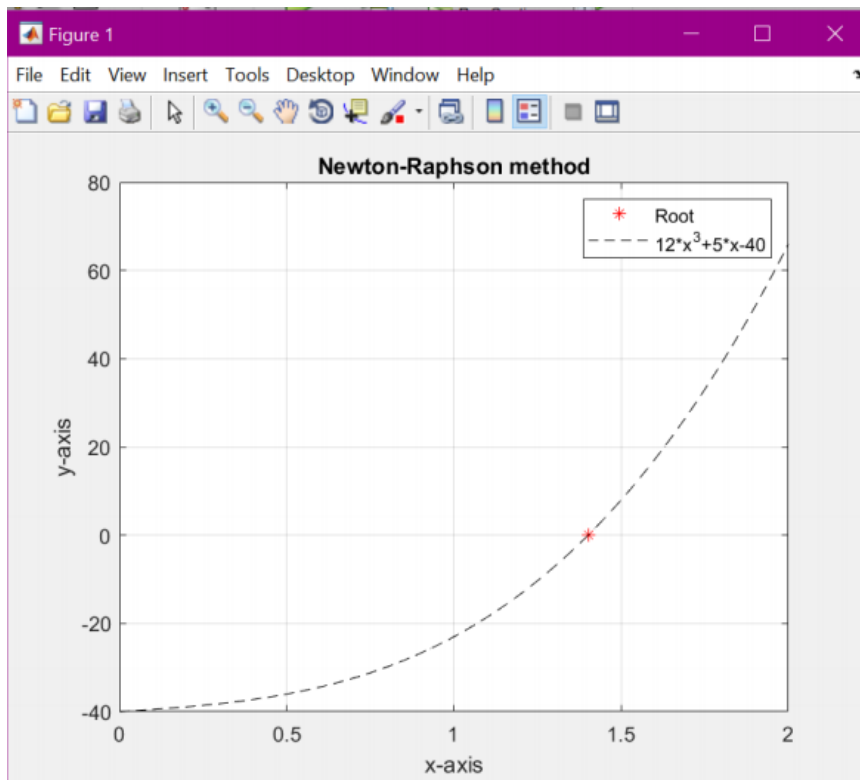 Figure 1
File Edit View Insert Tools Desktop Window Help
Newton-Raphson method
80
60
40
20
0
-20
-40
y-axis
Root
12*x^3+5*x-40
0 0.5 1 1.5 2
x-axis